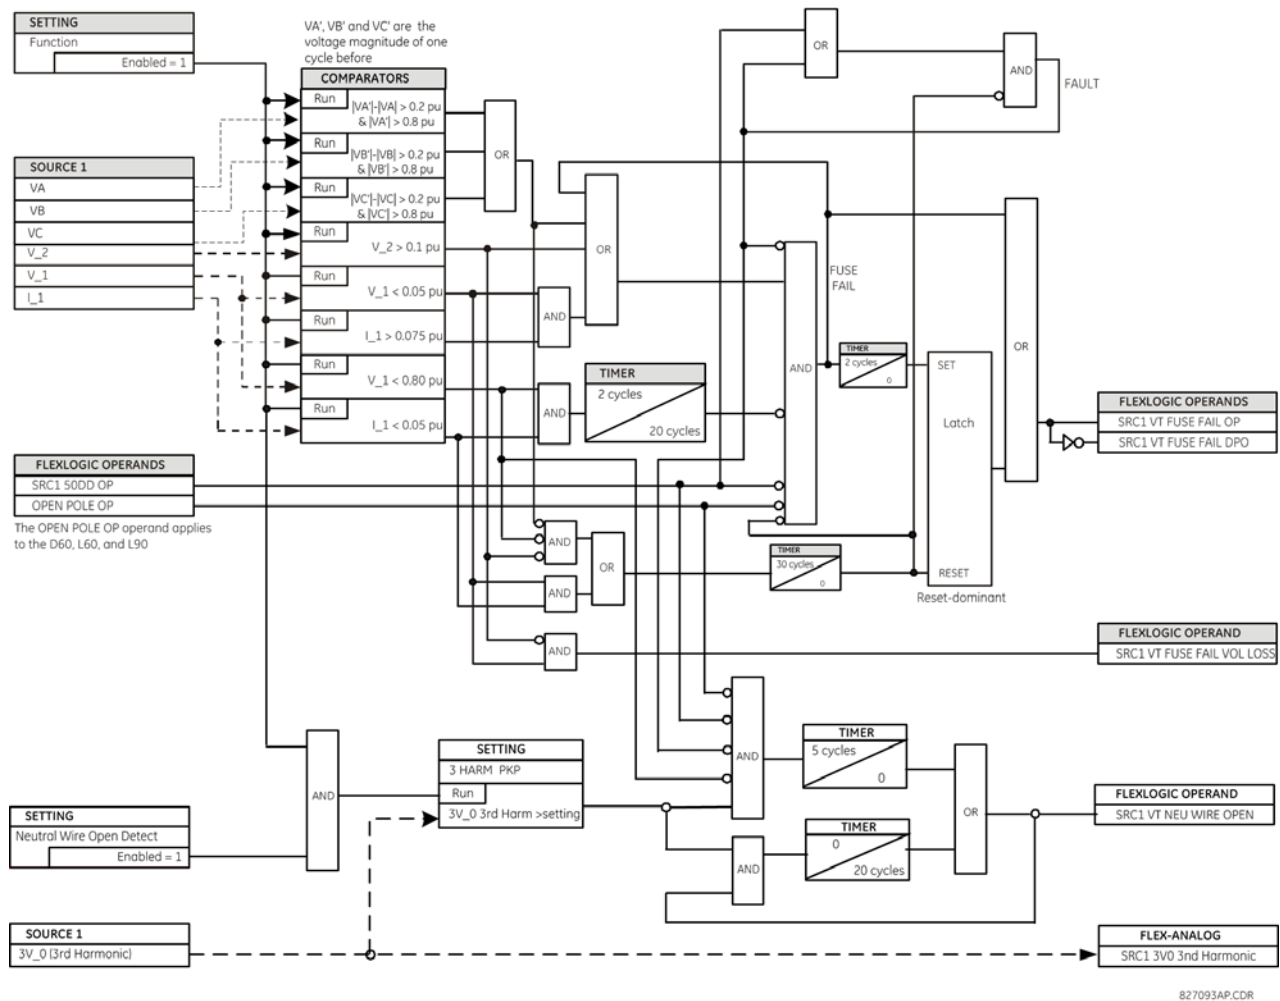 SETTING
Function
Enabled = 1
VA', VB' and VC' are the
voltage magnitude of one
cycle before
COMPARATORS
Run
|VA'|-|VA| > 0.2 pu
& |VA'| > 0.8 pu
Run
|VB'|-|VB| > 0.2 pu
& |VB'| > 0.8 pu
Run
|VC'|-|VC| > 0.2 pu
& |VC'| > 0.8 pu
Run
V_2 > 0.1 pu
Run
V_1 < 0.05 pu
Run
I_1 > 0.075 pu
Run
V_1 < 0.80 pu
Run
I_1 < 0.05 pu
SOURCE 1
VA
VB
VC
V_2
V_1
I_1
OR
OR
AND
AND
TIMER
2 cycles
20 cycles
OR
AND
FAULT
FUSE
FAIL
AND
TIMER
2 cycles
0
SET
Latch
RESET
Reset-dominant
OR
FLEXLOGIC OPERANDS
SRC1 VT FUSE FAIL OP
SRC1 VT FUSE FAIL DPO
FLEXLOGIC OPERANDS
SRC1 50DD OP
OPEN POLE OP
The OPEN POLE OP operand applies
to the D60, L60, and L90
AND
AND
OR
TIMER
30 cycles
0
AND
FLEXLOGIC OPERAND
SRC1 VT FUSE FAIL VOL LOSS
AND
SETTING
3 HARM PKP
Run
3V_0 3rd Harm >setting
AND
TIMER
5 cycles
0
AND
TIMER
0
20 cycles
OR
FLEXLOGIC OPERAND
SRC1 VT NEU WIRE OPEN
SETTING
Neutral Wire Open Detect
Enabled = 1
SOURCE 1
3V_0 (3rd Harmonic)
FLEX-ANALOG
SRC1 3V0 3nd Harmonic
827093AP.CDR